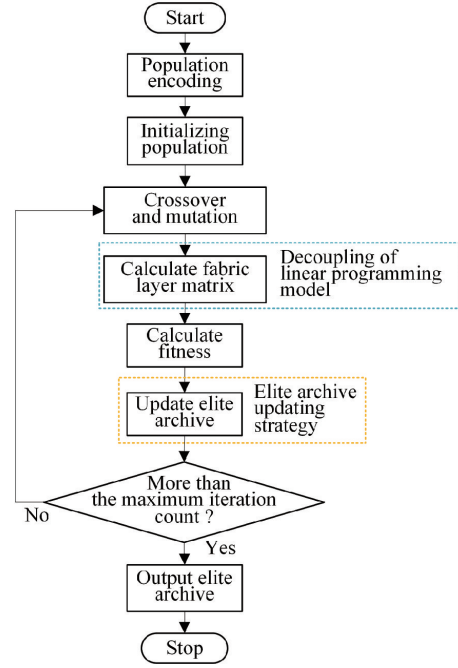 Start
Population
encoding
Initializing
population
Crossover
and mutation
Calculate fabric
layer matrix
Decoupling of
linear programming
model
Calculate
fitness
Update elite
archive
Elite archive
updating
strategy
More than
the maximum iteration
count ?
No
Yes
Output elite
archive
Stop